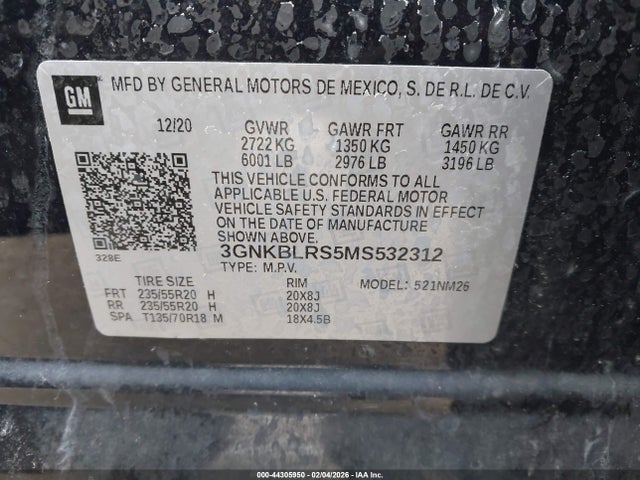 GM
MFD BY GENERAL MOTORS DE MEXICO, S. DE R.L. DE C.V.
12/20 GVWR GAWR FRT GAWR RR
2722 KG 1350 KG 1450 KG
6001 LB 2976 LB 3196 LB
THIS VEHICLE CONFORMS TO ALL
APPLICABLE U.S. FEDERAL MOTOR
VEHICLE SAFETY STANDARDS IN EFFECT
ON THE DATE OF MANUFACTURE
SHOWN ABOVE.
328E
3GNKBLRS5MS532312
TYPE: M.P.V. MODEL: 521NM26
TIRE SIZE RIM
FRT 235/55R20 H 20X8J
RR 235/55R20 H 20X8J
SPA T135/70R18 M 18X4.5B
000-44305950 - 02/04/2026 - IAA Inc.